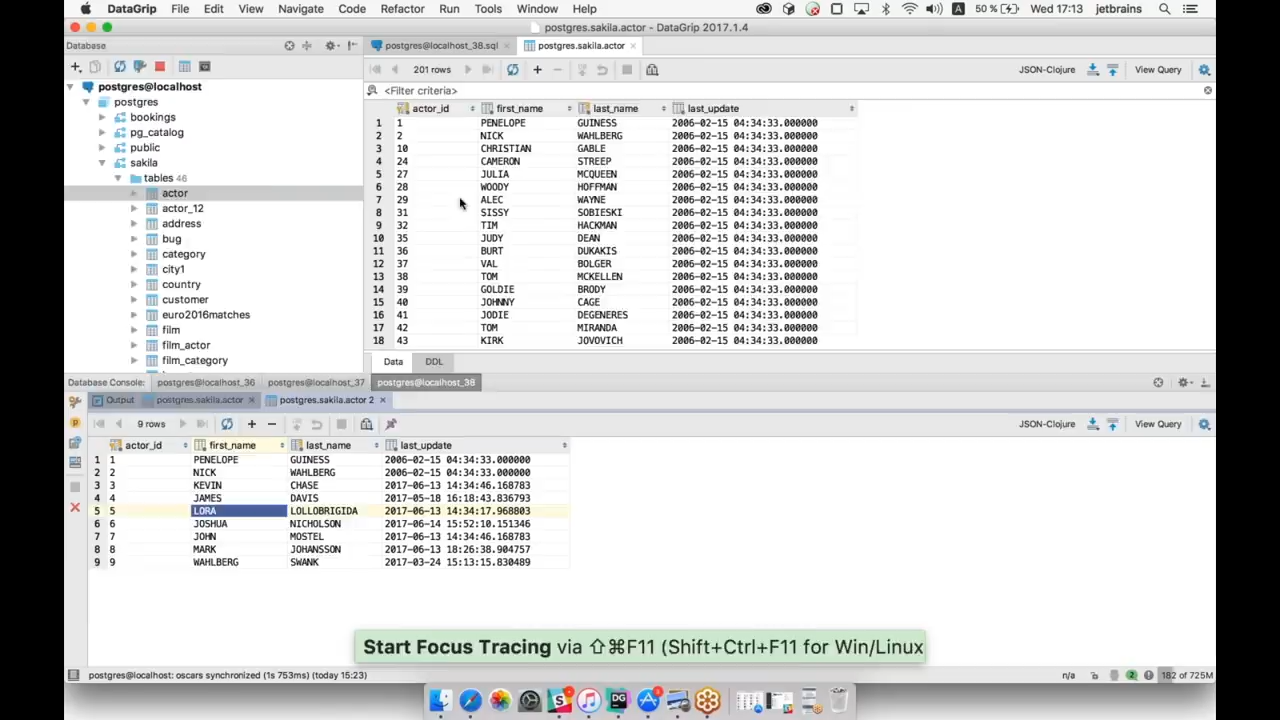 DataGrip File Edit View Navigate Code Refactor Run Tools Window Help 50 % Wed 17:13 jetbrains
postgres.sakila.actor - DataGrip 2017.1.4
Database
postgres@localhost_38.sql postgres.sakila.actor
201 rows JSON-Clojure View Query
<Filter criteria>
postgres@localhost
postgres
bookings
pg_catalog
public
sakila
tables 46
actor
actor_12
address
bug
category
city1
country
customer
euro2016matches
film
film_actor
film_category
actor_id first_name last_name last_update
1 1 PENELOPE GUINESS 2006-02-15 04:34:33.000000
2 2 NICK WAHLBERG 2006-02-15 04:34:33.000000
3 10 CHRISTIAN GABLE 2006-02-15 04:34:33.000000
4 24 CAMERON STREEP 2006-02-15 04:34:33.000000
5 27 JULIA MCQUEEN 2006-02-15 04:34:33.000000
6 28 WOODY HOFFMAN 2006-02-15 04:34:33.000000
7 29 ALEC WAYNE 2006-02-15 04:34:33.000000
8 31 SISSY SOBIESKI 2006-02-15 04:34:33.000000
9 32 TIM HACKMAN 2006-02-15 04:34:33.000000
10 35 JUDY DEAN 2006-02-15 04:34:33.000000
11 36 BURT DUKAKIS 2006-02-15 04:34:33.000000
12 37 VAL BOLGER 2006-02-15 04:34:33.000000
13 38 TOM MCKELLEN 2006-02-15 04:34:33.000000
14 39 GOLDIE BRODY 2006-02-15 04:34:33.000000
15 40 JOHNNY CAGE 2006-02-15 04:34:33.000000
16 41 JODIE DEGENERES 2006-02-15 04:34:33.000000
17 42 TOM MIRANDA 2006-02-15 04:34:33.000000
18 43 KIRK JOVOVICH 2006-02-15 04:34:33.000000
Data DDL
Database Console: postgres@localhost_36 postgres@localhost_37 postgres@localhost_38
Output postgres.sakila.actor postgres.sakila.actor 2
9 rows JSON-Clojure View Query
actor_id first_name last_name last_update
1 1 PENELOPE GUINESS 2006-02-15 04:34:33.000000
2 2 NICK WAHLBERG 2006-02-15 04:34:33.000000
3 3 KEVIN CHASE 2017-06-13 14:34:46.168783
4 4 JAMES DAVIS 2017-05-18 16:18:43.836793
5 5 LORA LOLLOBRIGIDA 2017-06-13 14:34:17.968803
6 6 JOSHUA NICHOLSON 2017-06-14 15:52:10.151346
7 7 JOHN MOSTEL 2017-06-13 14:34:46.168783
8 8 MARK JOHANSSON 2017-06-13 18:26:38.904757
9 9 WAHLBERG SWANK 2017-03-24 15:13:15.830489
Start Focus Tracing via ⇧⌘F11 (Shift+Ctrl+F11 for Win/Linux
postgres@localhost: oscars synchronized (1s 753ms) (today 15:23) n/a 2 182 of 725M